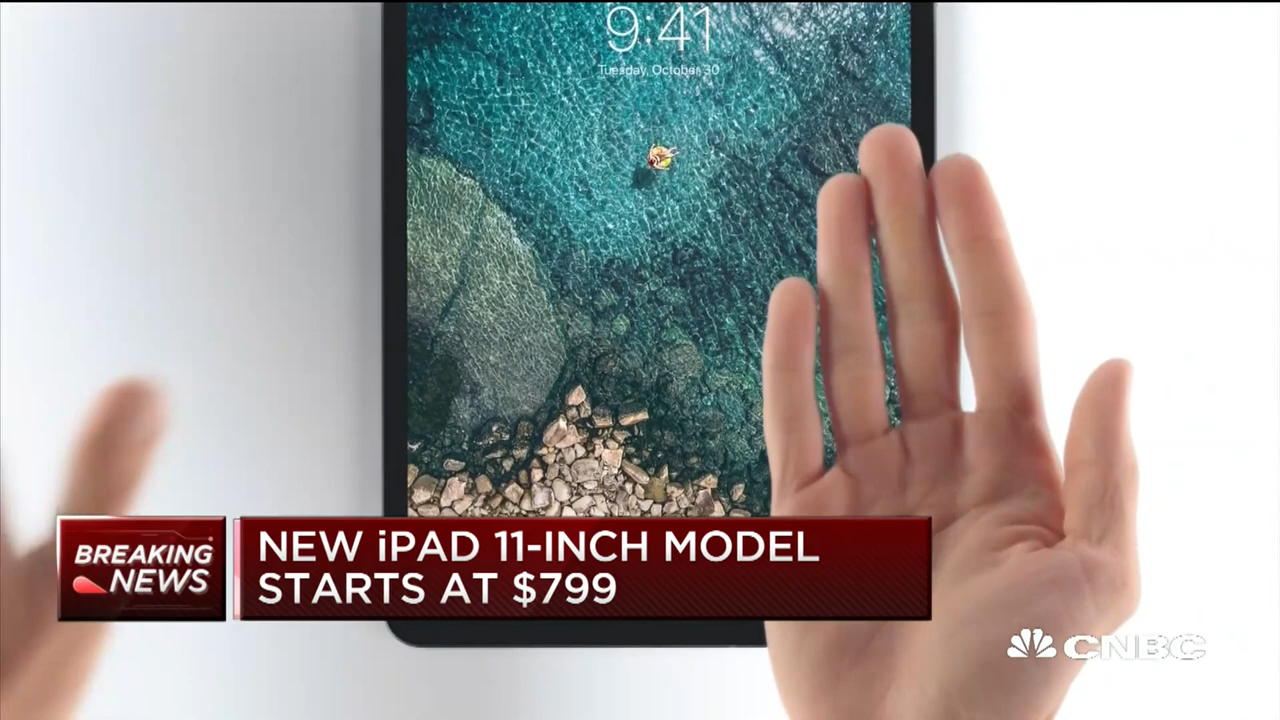 9:41
Tuesday, October 30
BREAKING
NEWS
NEW iPAD 11-INCH MODEL
STARTS AT $799
CNBC